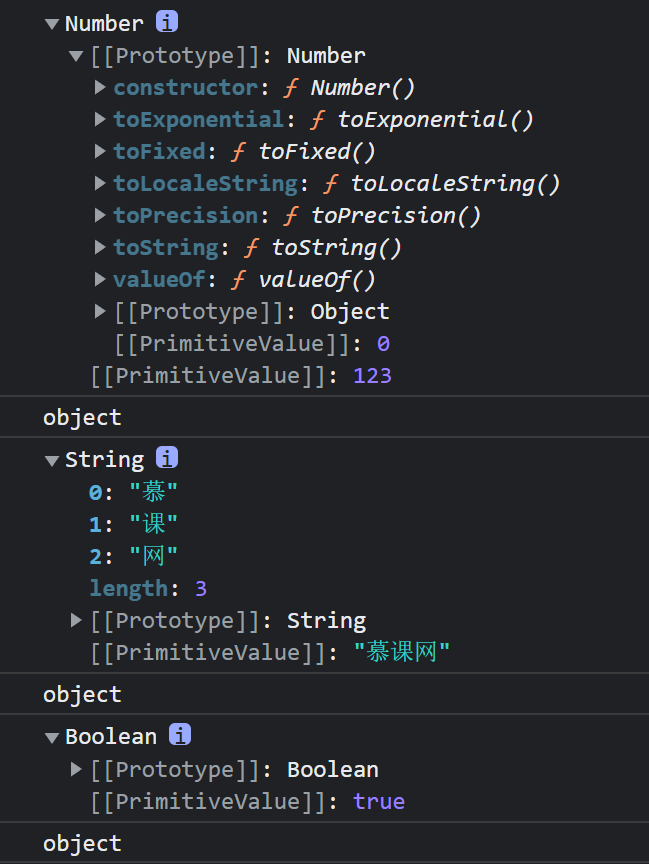 Number i
[[Prototype]]: Number
constructor: ƒ Number()
toExponential: ƒ toExponential()
toFixed: ƒ toFixed()
toLocaleString: ƒ toLocaleString()
toPrecision: ƒ toPrecision()
toString: ƒ toString()
valueOf: ƒ valueOf()
[[Prototype]]: Object
[[PrimitiveValue]]: 0
[[PrimitiveValue]]: 123
object
String i
0: "慕"
1: "课"
2: "网"
length: 3
[[Prototype]]: String
[[PrimitiveValue]]: "慕课网"
object
Boolean i
[[Prototype]]: Boolean
[[PrimitiveValue]]: true
object